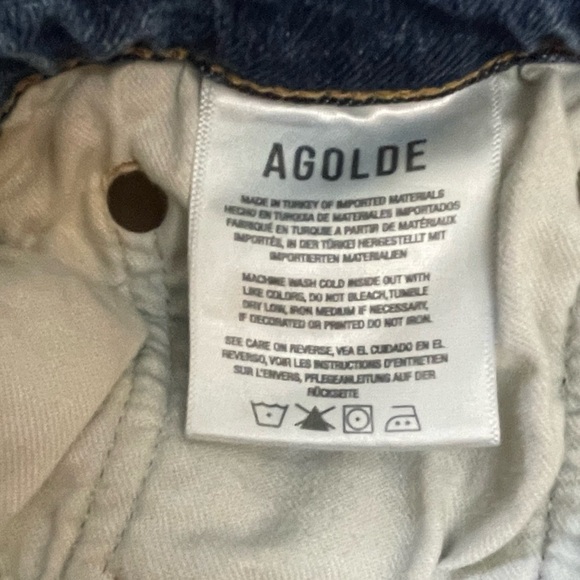 AGOLDE
MADE IN TURKEY OF IMPORTED MATERIALS
HECHO EN TURQUIA DE MATERIALES IMPORTADOS
FABRIQUÉ EN TURQUIE A PARTIR DE MATÉRIAUX
IMPORTÉS, IN DER TÜRKEI HERGESTELLT MIT
IMPORTIERTEN MATERIALIEN
MACHINE WASH COLD INSIDE OUT WITH
LIKE COLORS, DO NOT BLEACH, TUMBLE
DRY LOW, IRON MEDIUM IF NECESSARY,
IF DECORATED OR PRINTED DO NOT IRON.
SEE CARE ON REVERSE, VEA EL CUIDADO EN EL
REVERSO, VOIR LES INSTRUCTIONS D'ENTRETIEN
SUR L'ENVERS, PFLEGEANLEITUNG AUF DER
RÜCKSEITE